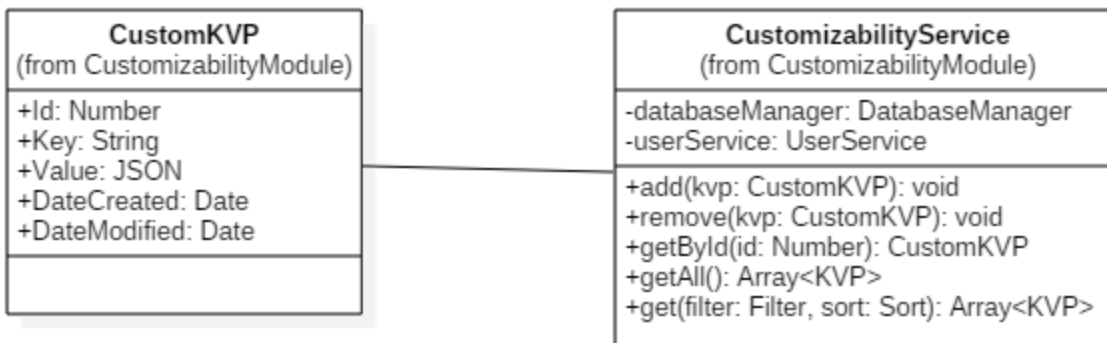 CustomKVP
(from CustomizabilityModule)
+Id: Number
+Key: String
+Value: JSON
+DateCreated: Date
+DateModified: Date
CustomizabilityService
(from CustomizabilityModule)
-databaseManager: DatabaseManager
-userService: UserService
+add(kvp: CustomKVP): void
+remove(kvp: CustomKVP): void
+getById(id: Number): CustomKVP
+getAll(): Array<KVP>
+get(filter: Filter, sort: Sort): Array<KVP>